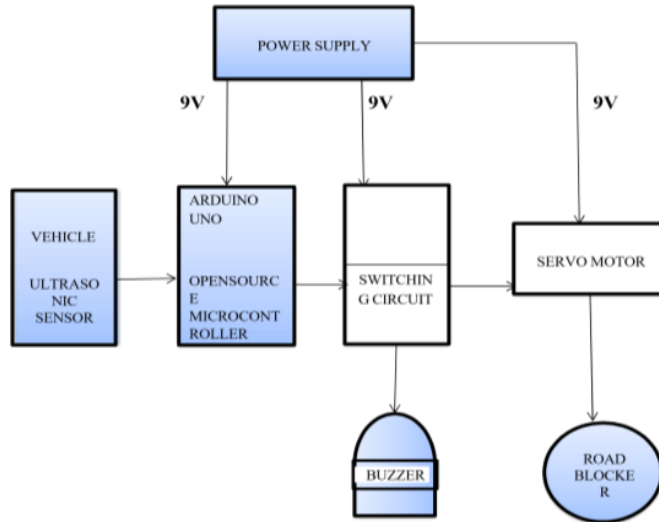 POWER SUPPLY
9V
9V
9V
VEHICLE
ULTRASO
NIC
SENSOR
ARDUINO
UNO
OPENSOURC
E
MICROCONT
ROLLER
SWITCHIN
G CIRCUIT
SERVO MOTOR
BUZZER
ROAD
BLOCKE
R